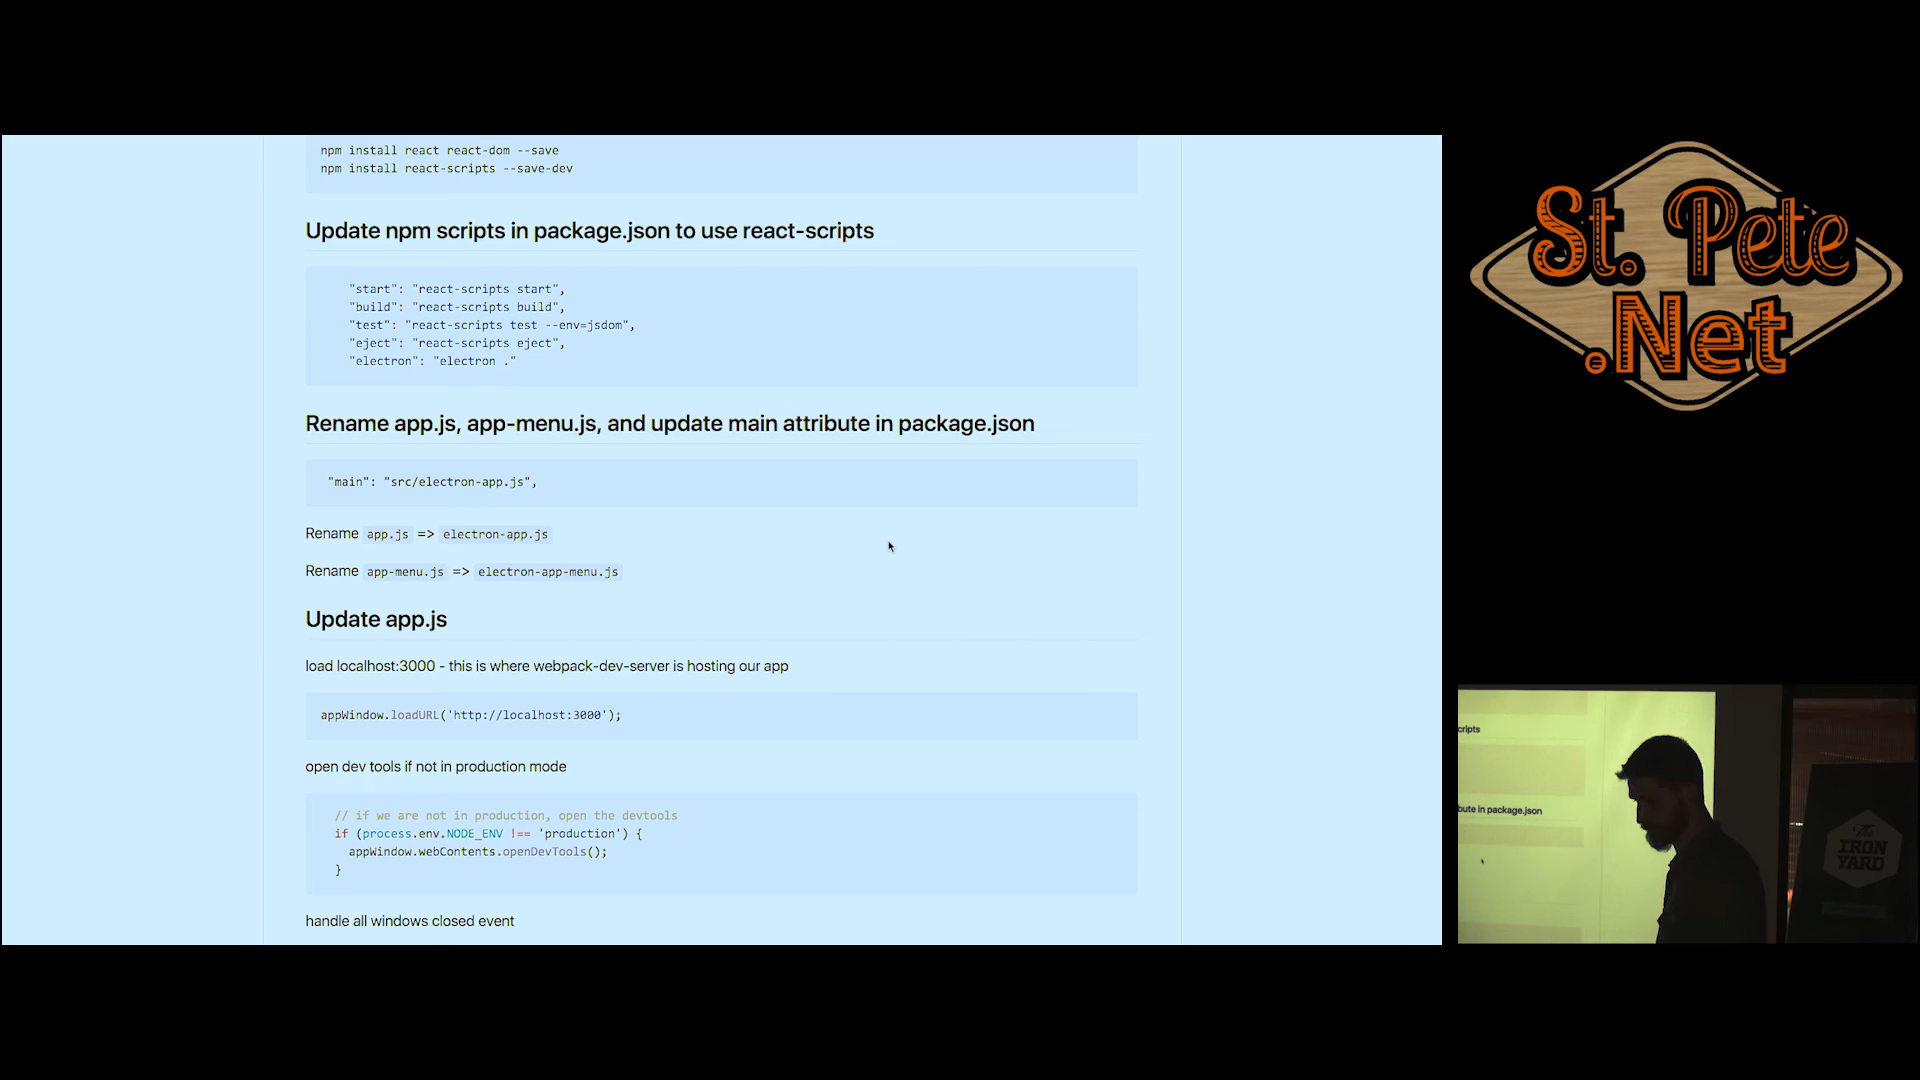 npm install react react-dom --save
npm install react-scripts --save-dev
Update npm scripts in package.json to use react-scripts
"start": "react-scripts start",
"build": "react-scripts build",
"test": "react-scripts test --env=jsdom",
"eject": "react-scripts eject",
"electron": "electron ."
Rename app.js, app-menu.js, and update main attribute in package.json
"main": "src/electron-app.js",
Rename app.js => electron-app.js
Rename app-menu.js => electron-app-menu.js
Update app.js
load localhost:3000 - this is where webpack-dev-server is hosting our app
appWindow.loadURL('http://localhost:3000');
open dev tools if not in production mode
// if we are not in production, open the devtools
if (process.env.NODE_ENV !== 'production') {
appWindow.webContents.openDevTools();
}
handle all windows closed event
St. Pete
.Net
cripts
bute in package.json
The
IRON
YARD